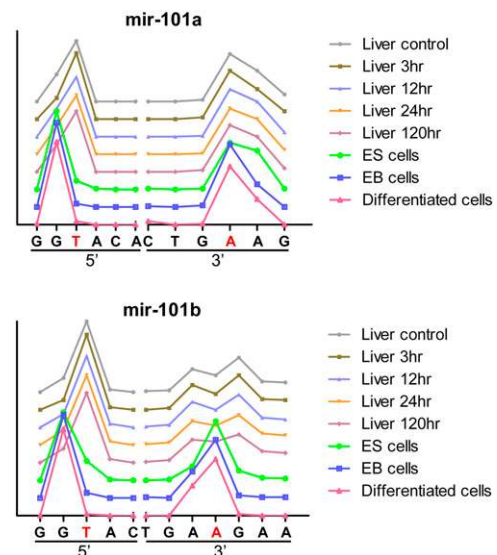 mir-101a
Liver control
Liver 3hr
Liver 12hr
Liver 24hr
Liver 120hr
ES cells
EB cells
Differentiated cells
G G T A C A C T G A A G
5' 3'
mir-101b
Liver control
Liver 3hr
Liver 12hr
Liver 24hr
Liver 120hr
ES cells
EB cells
Differentiated cells
G G T A C T G A A G A A
5' 3'